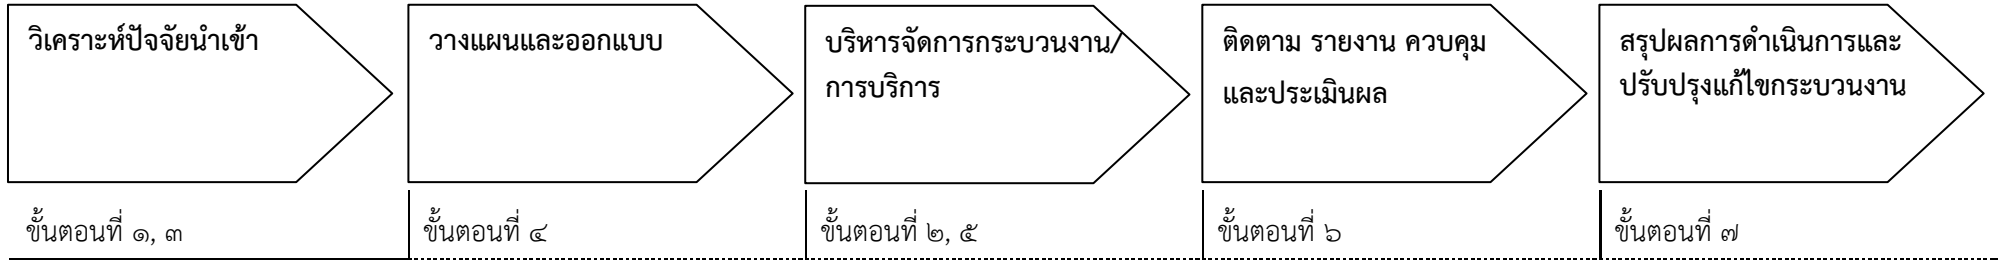 วิเคราะห์ปัจจัยนำเข้า
วางแผนและออกแบบ
บริหารจัดการกระบวนงาน/
การบริการ
ติดตาม รายงาน ควบคุม
และประเมินผล
สรุปผลการดำเนินการและ
ปรับปรุงแก้ไขกระบวนงาน
ขั้นตอนที่ ๑, ๓
ขั้นตอนที่ ๔
ขั้นตอนที่ ๒, ๕
ขั้นตอนที่ ๖
ขั้นตอนที่ ๗